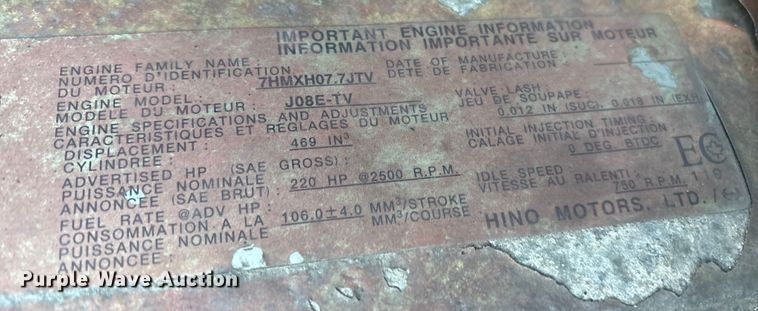 IMPORTANT ENGINE INFORMATION
INFORMATION IMPORTANTE SUR MOTEUR
ENGINE FAMILY NAME :
NUMERO D'IDENTIFICATION
DU MOTEUR : 7HMXH07.7JTV
ENGINE MODEL:
MODELE DU MOTEUR : J08E-TV
ENGINE SPECIFICATIONS AND ADJUSTMENTS
CARACTERISTIQUES ET REGLAGES DU MOTEUR
DISPLACEMENT : 469 IN³
CYLINDREE :
ADVERTISED HP (SAE GROSS):
PUISSANCE NOMINALE
ANNONCEE (SAE BRUT) : 220 HP @2500 R.P.M.
FUEL RATE @ADV HP :
CONSOMMATION A LA 106.0±4.0 MM³/STROKE
MM³/COURSE
PUISSANCE NOMINALE
ANNONCEE :
DATE OF MANUFACTURE
DETE DE FABRICATION
VALVE LASH :
JEU DE SOUPAPE :
0.012 IN (SUC), 0.018 IN (EXH
INITIAL INJECTION TIMING :
CALAGE INITIAL D'INJECTION
0 DEG. BTDC
IDLE SPEED
VITESSE AU RALENTI : 750 R.P.M.
EC
HINO MOTORS, LTD.
Purple Wave Auction